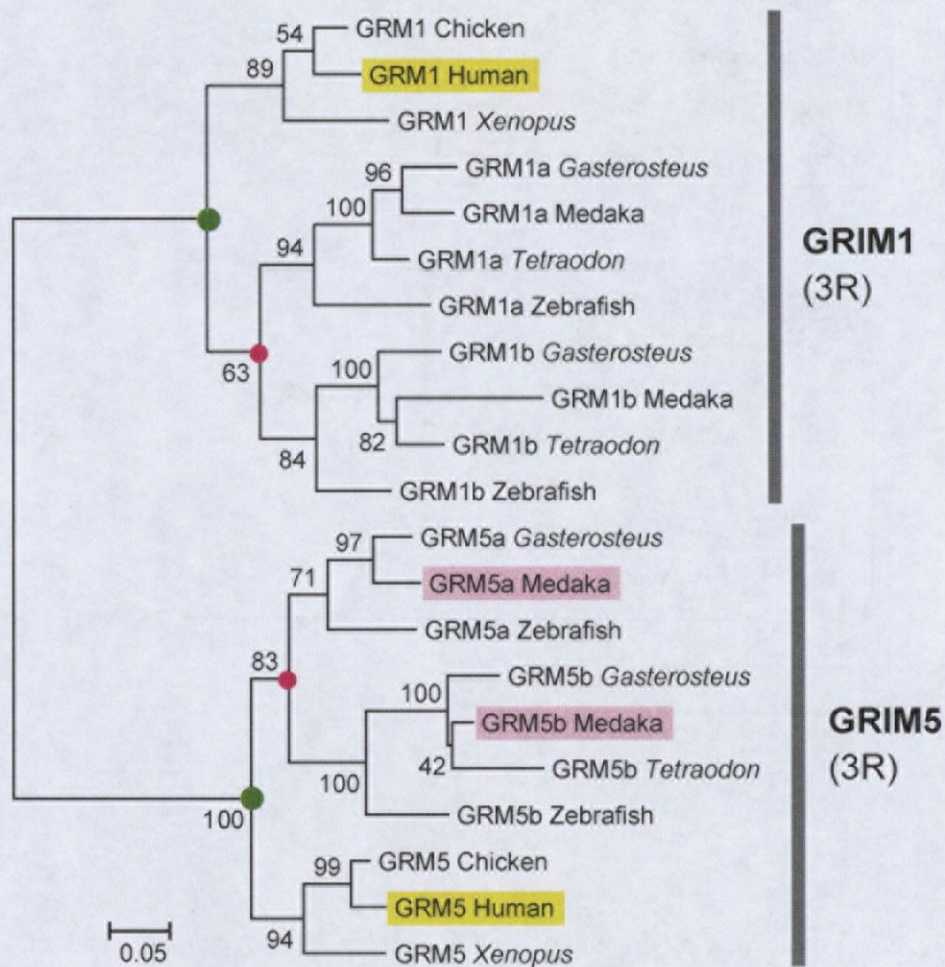 54
GRM1 Chicken
89
GRM1 Human
GRM1 Xenopus
96
GRM1a Gasterosteus
100
GRM1a Medaka
94
GRM1a Tetraodon
GRM1a Zebrafish
63
100
GRM1b Gasterosteus
GRM1b Medaka
82
GRM1b Tetraodon
84
GRM1b Zebrafish
GRIM1
(3R)
97
GRM5a Gasterosteus
71
GRM5a Medaka
GRM5a Zebrafish
83
100
GRM5b Gasterosteus
GRM5b Medaka
42
GRM5b Tetraodon
100
GRM5b Zebrafish
100
99
GRM5 Chicken
GRM5 Human
94
GRM5 Xenopus
GRIM5
(3R)
0.05